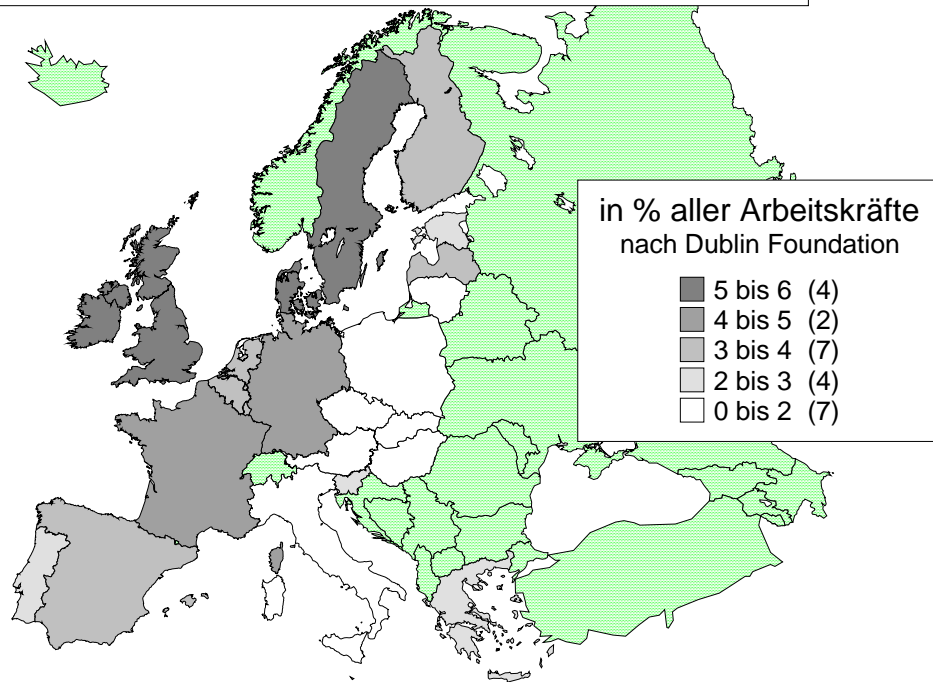 in % aller Arbeitskräfte
nach Dublin Foundation
5 bis 6 (4)
4 bis 5 (2)
3 bis 4 (7)
2 bis 3 (4)
0 bis 2 (7)